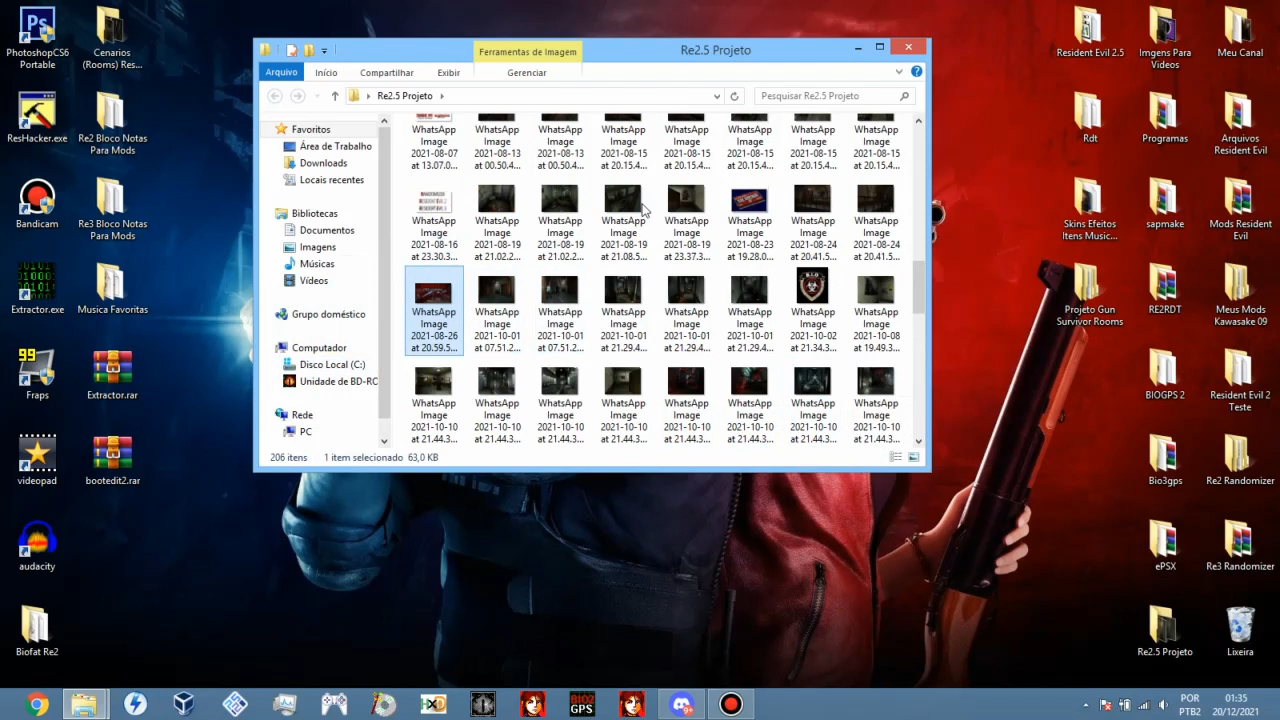 PhotoshopCS6
Portable
Cenarios
(Rooms) Res...
ResHacker.exe
Re2 Bloco Notas
Para Mods
Bandicam
Re3 Bloco Notas
Para Mods
Extractor.exe
Musica Favoritas
99
Fraps
Extractor.rar
videopad
bootedit2.rar
audacity
Biofat Re2
Ferramentas de Imagem
Re2.5 Projeto
Arquivo
Início
Compartilhar
Exibir
Gerenciar
Re2.5 Projeto
Pesquisar Re2.5 Projeto
Favoritos
Área de Trabalho
Downloads
Locais recentes
Bibliotecas
Documentos
Imagens
Músicas
Vídeos
Grupo doméstico
Computador
Disco Local (C:)
Unidade de BD-RC
Rede
PC
WhatsApp Image 2021-08-07 at 13.07.0...
WhatsApp Image 2021-08-13 at 00.50.4...
WhatsApp Image 2021-08-13 at 00.50.4...
WhatsApp Image 2021-08-15 at 20.15.4...
WhatsApp Image 2021-08-15 at 20.15.4...
WhatsApp Image 2021-08-15 at 20.15.4...
WhatsApp Image 2021-08-15 at 20.15.4...
WhatsApp Image 2021-08-15 at 20.15.4...
WhatsApp Image 2021-08-16 at 23.30.3...
WhatsApp Image 2021-08-19 at 21.02.2...
WhatsApp Image 2021-08-19 at 21.02.2...
WhatsApp Image 2021-08-19 at 21.08.5...
WhatsApp Image 2021-08-19 at 23.37.3...
WhatsApp Image 2021-08-23 at 19.28.0...
WhatsApp Image 2021-08-24 at 20.41.5...
WhatsApp Image 2021-08-24 at 20.41.5...
WhatsApp Image 2021-08-26 at 20.59.5...
WhatsApp Image 2021-10-01 at 07.51.2...
WhatsApp Image 2021-10-01 at 07.51.2...
WhatsApp Image 2021-10-01 at 21.29.4...
WhatsApp Image 2021-10-01 at 21.29.4...
WhatsApp Image 2021-10-01 at 21.29.4...
WhatsApp Image 2021-10-02 at 21.34.3...
WhatsApp Image 2021-10-08 at 19.49.3...
WhatsApp Image 2021-10-10 at 21.44.3...
WhatsApp Image 2021-10-10 at 21.44.3...
WhatsApp Image 2021-10-10 at 21.44.3...
WhatsApp Image 2021-10-10 at 21.44.3...
WhatsApp Image 2021-10-10 at 21.44.3...
WhatsApp Image 2021-10-10 at 21.44.3...
WhatsApp Image 2021-10-10 at 21.44.3...
WhatsApp Image 2021-10-10 at 21.44.3...
206 itens 1 item selecionado 63,0 KB
Resident Evil 2.5
Imgens Para
Videos
Meu Canal
Rdt
Programas
Arquivos
Resident Evil
Skins Efeitos
Itens Music...
sapmake
Mods Resident
Evil
Projeto Gun
Survivor Rooms
RE2RDT
Meus Mods
Kawasake 09
BIOGPS 2
Resident Evil 2
Teste
Bio3gps
Re2 Randomizer
ePSX
Re3 Randomizer
Re2.5 Projeto
Lixeira
BIO2
GPS
POR
PTB2
01:35
20/12/2021